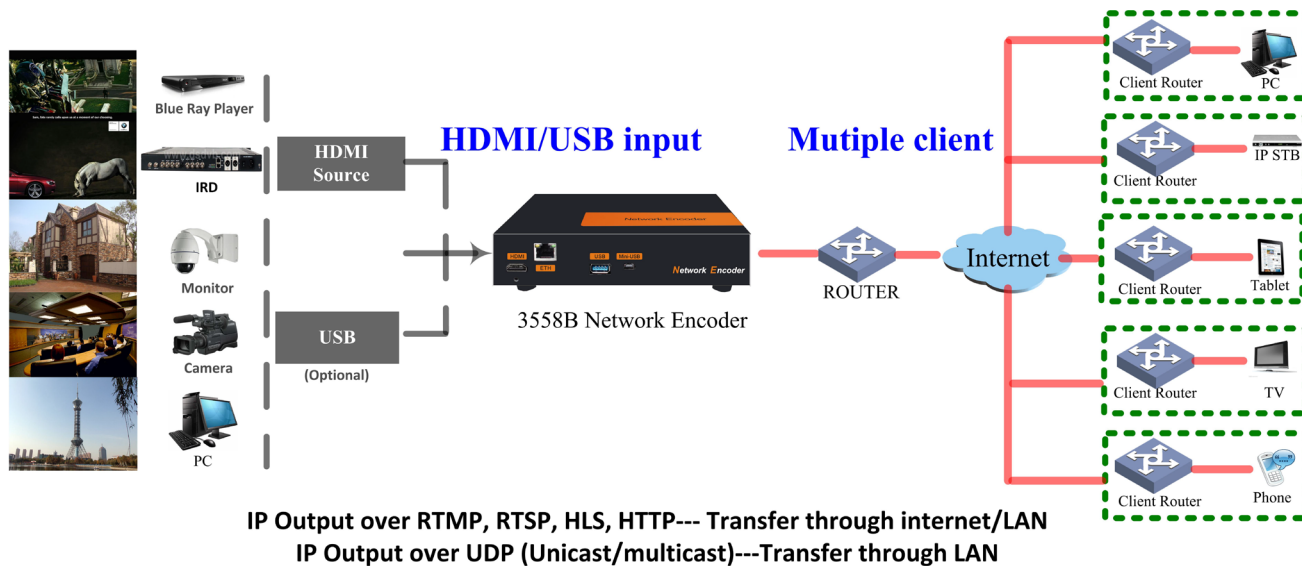 HDMI/USB input
Mutiple client
Blue Ray Player
IRD
Monitor
Camera
PC
HDMI
Source
USB
(Optional)
Network Encoder
HDMI
ETH
USB
Mini-USB
Network Encoder
3558B Network Encoder
ROUTER
Internet
Client Router
PC
Client Router
IP STB
Client Router
Tablet
Client Router
TV
Client Router
Phone
IP Output over RTMP, RTSP, HLS, HTTP--- Transfer through internet/LAN
IP Output over UDP (Unicast/multicast)---Transfer through LAN